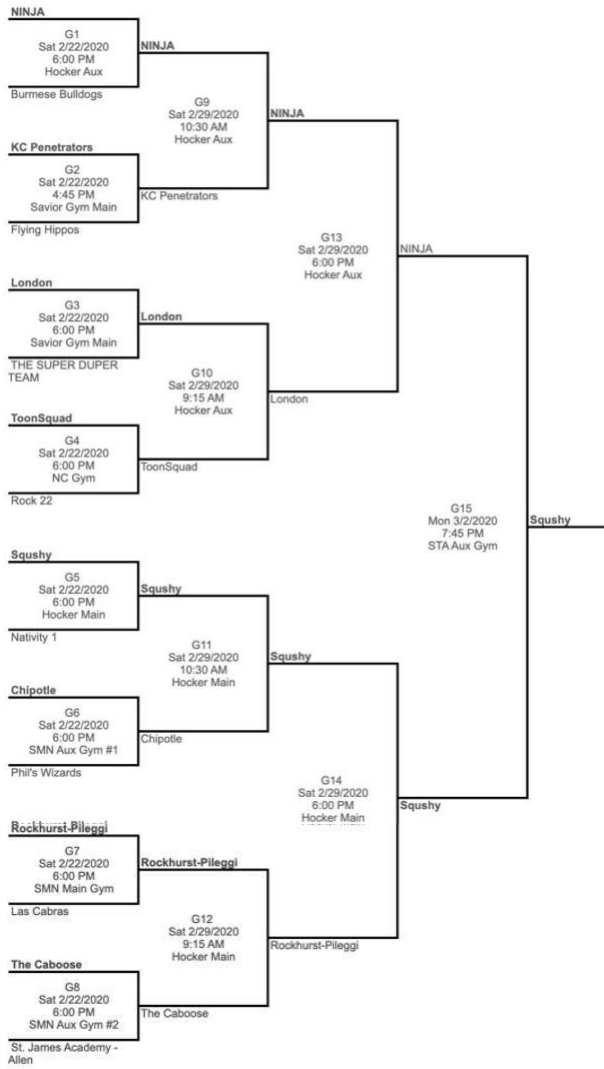 NINJA
G1
Sat 2/22/2020
6:00 PM
Hocker Aux
Burmese Bulldogs
NINJA
G9
Sat 2/29/2020
10:30 AM
Hocker Aux
KC Penetrators
G2
Sat 2/22/2020
4:45 PM
Savior Gym Main
Flying Hippos
KC Penetrators
NINJA
G13
Sat 2/29/2020
6:00 PM
Hocker Aux
London
G3
Sat 2/22/2020
6:00 PM
Savior Gym Main
THE SUPER DUPER
TEAM
London
G10
Sat 2/29/2020
9:15 AM
Hocker Aux
ToonSquad
G4
Sat 2/22/2020
6:00 PM
NC Gym
Rock 22
ToonSquad
London
NINJA
G15
Mon 3/2/2020
7:45 PM
STA Aux Gym
Squshy
Squshy
G5
Sat 2/22/2020
6:00 PM
Hocker Main
Nativity 1
Squshy
G11
Sat 2/29/2020
10:30 AM
Hocker Main
Chipotle
G6
Sat 2/22/2020
6:00 PM
SMN Aux Gym #1
Phil's Wizards
Chipotle
Squshy
G14
Sat 2/29/2020
6:00 PM
Hocker Main
Squshy
Rockhurst-Pileggi
G7
Sat 2/22/2020
6:00 PM
SMN Main Gym
Las Cabras
Rockhurst-Pileggi
G12
Sat 2/29/2020
9:15 AM
Hocker Main
The Caboose
G8
Sat 2/22/2020
6:00 PM
SMN Aux Gym #2
St. James Academy -
Allen
The Caboose
Rockhurst-Pileggi